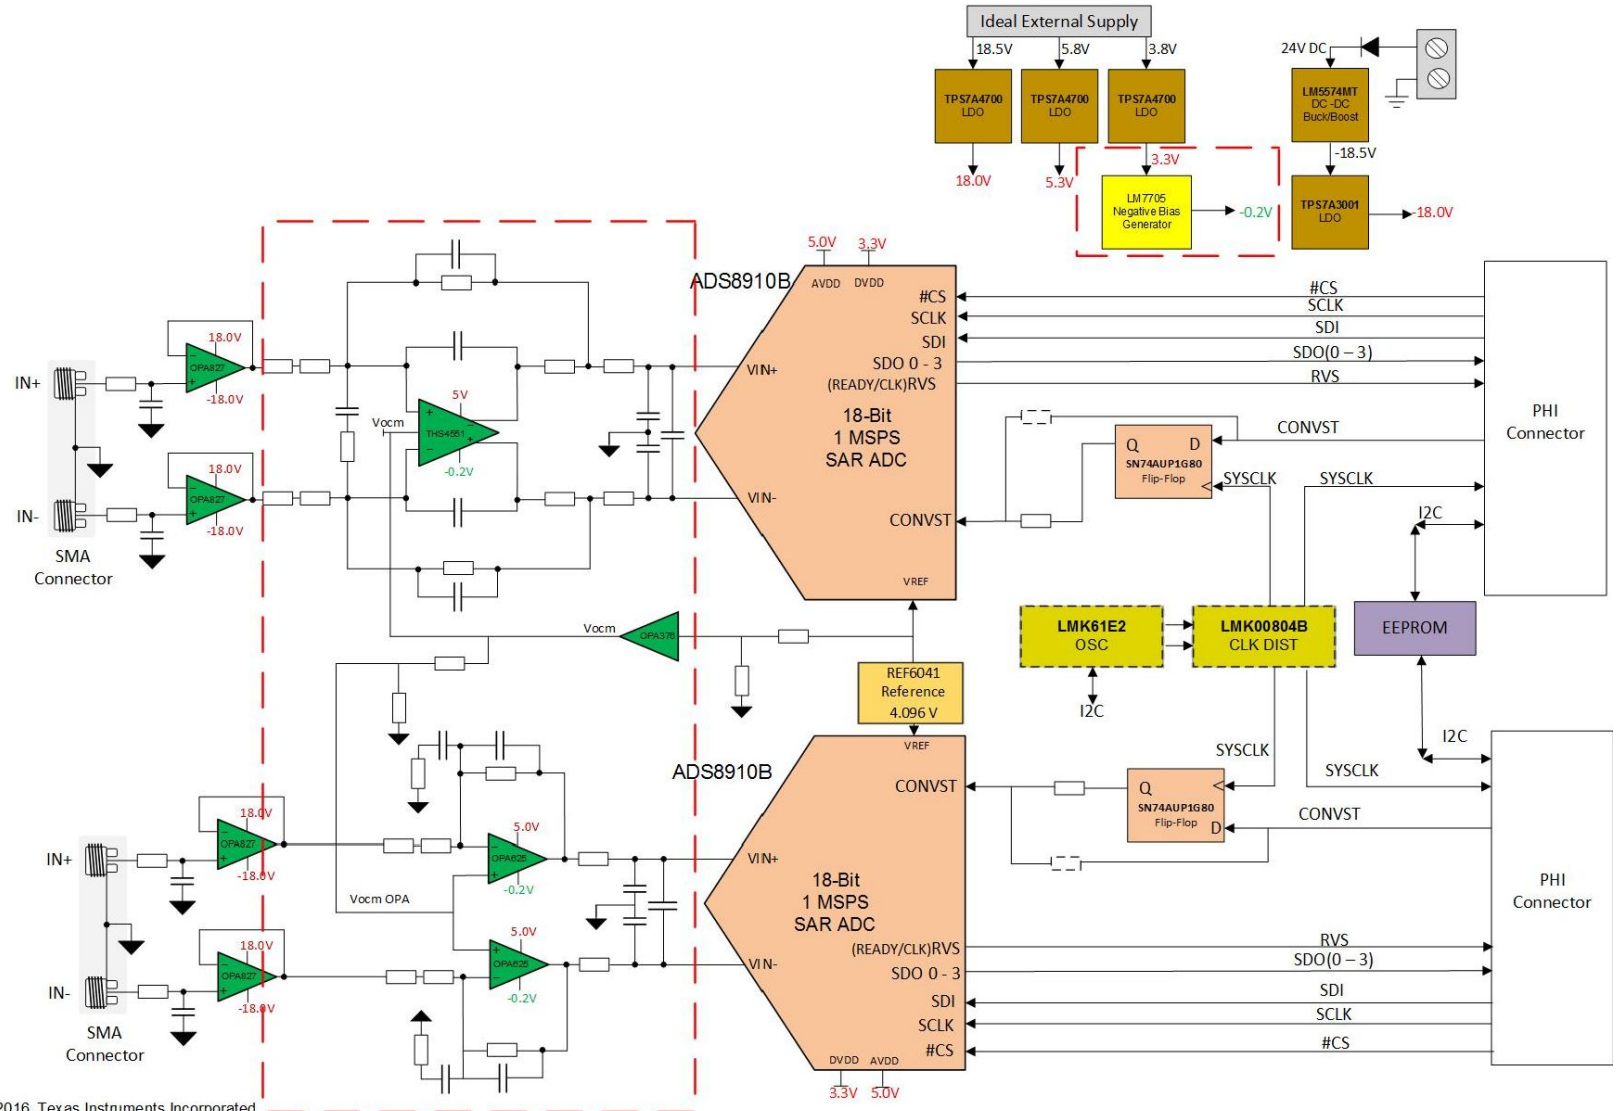 Ideal External Supply
18.5V
5.8V
3.8V
24V DC
TPS7A4700
LDO
TPS7A4700
LDO
TPS7A4700
LDO
LM5574MT
DC -DC
Buck/Boost
3.3V
-18.5V
18.0V
5.3V
LM7705
Negative Bias
Generator
-0.2V
TPS7A3001
LDO
-18.0V
5.0V
3.3V
ADS8910B
AVDD
DVDD
#CS
SCLK
SDI
SDO 0 - 3
(READY/CLK)RVS
18-Bit
1 MSPS
SAR ADC
CONVST
VREF
VIN+
VIN-
#CS
SCLK
SDI
SDO(0 – 3)
RVS
CONVST
SYSCLK
SYSCLK
I2C
PHI
Connector
Q
D
SN74AUP1G80
Flip-Flop
IN+
IN-
SMA
Connector
18.0V
OPA827
-18.0V
18.0V
OPA827
-18.0V
Vocm
5V
THS4551
-0.2V
Vocm
OPA376
LMK61E2
OSC
I2C
LMK00804B
CLK DIST
EEPROM
REF6041
Reference
4.096 V
SYSCLK
SYSCLK
I2C
CONVST
Q
SN74AUP1G80
Flip-Flop
D
ADS8910B
VREF
CONVST
VIN+
VIN-
18-Bit
1 MSPS
SAR ADC
(READY/CLK)RVS
SDO 0 - 3
SDI
SCLK
#CS
DVDD
AVDD
3.3V
5.0V
RVS
SDO(0 – 3)
SDI
SCLK
#CS
PHI
Connector
IN+
IN-
SMA
Connector
18.0V
OPA827
-18.0V
18.0V
OPA827
-18.0V
Vocm OPA
5.0V
OPA625
-0.2V
5.0V
OPA625
-0.2V
2016, Texas Instruments Incorporated